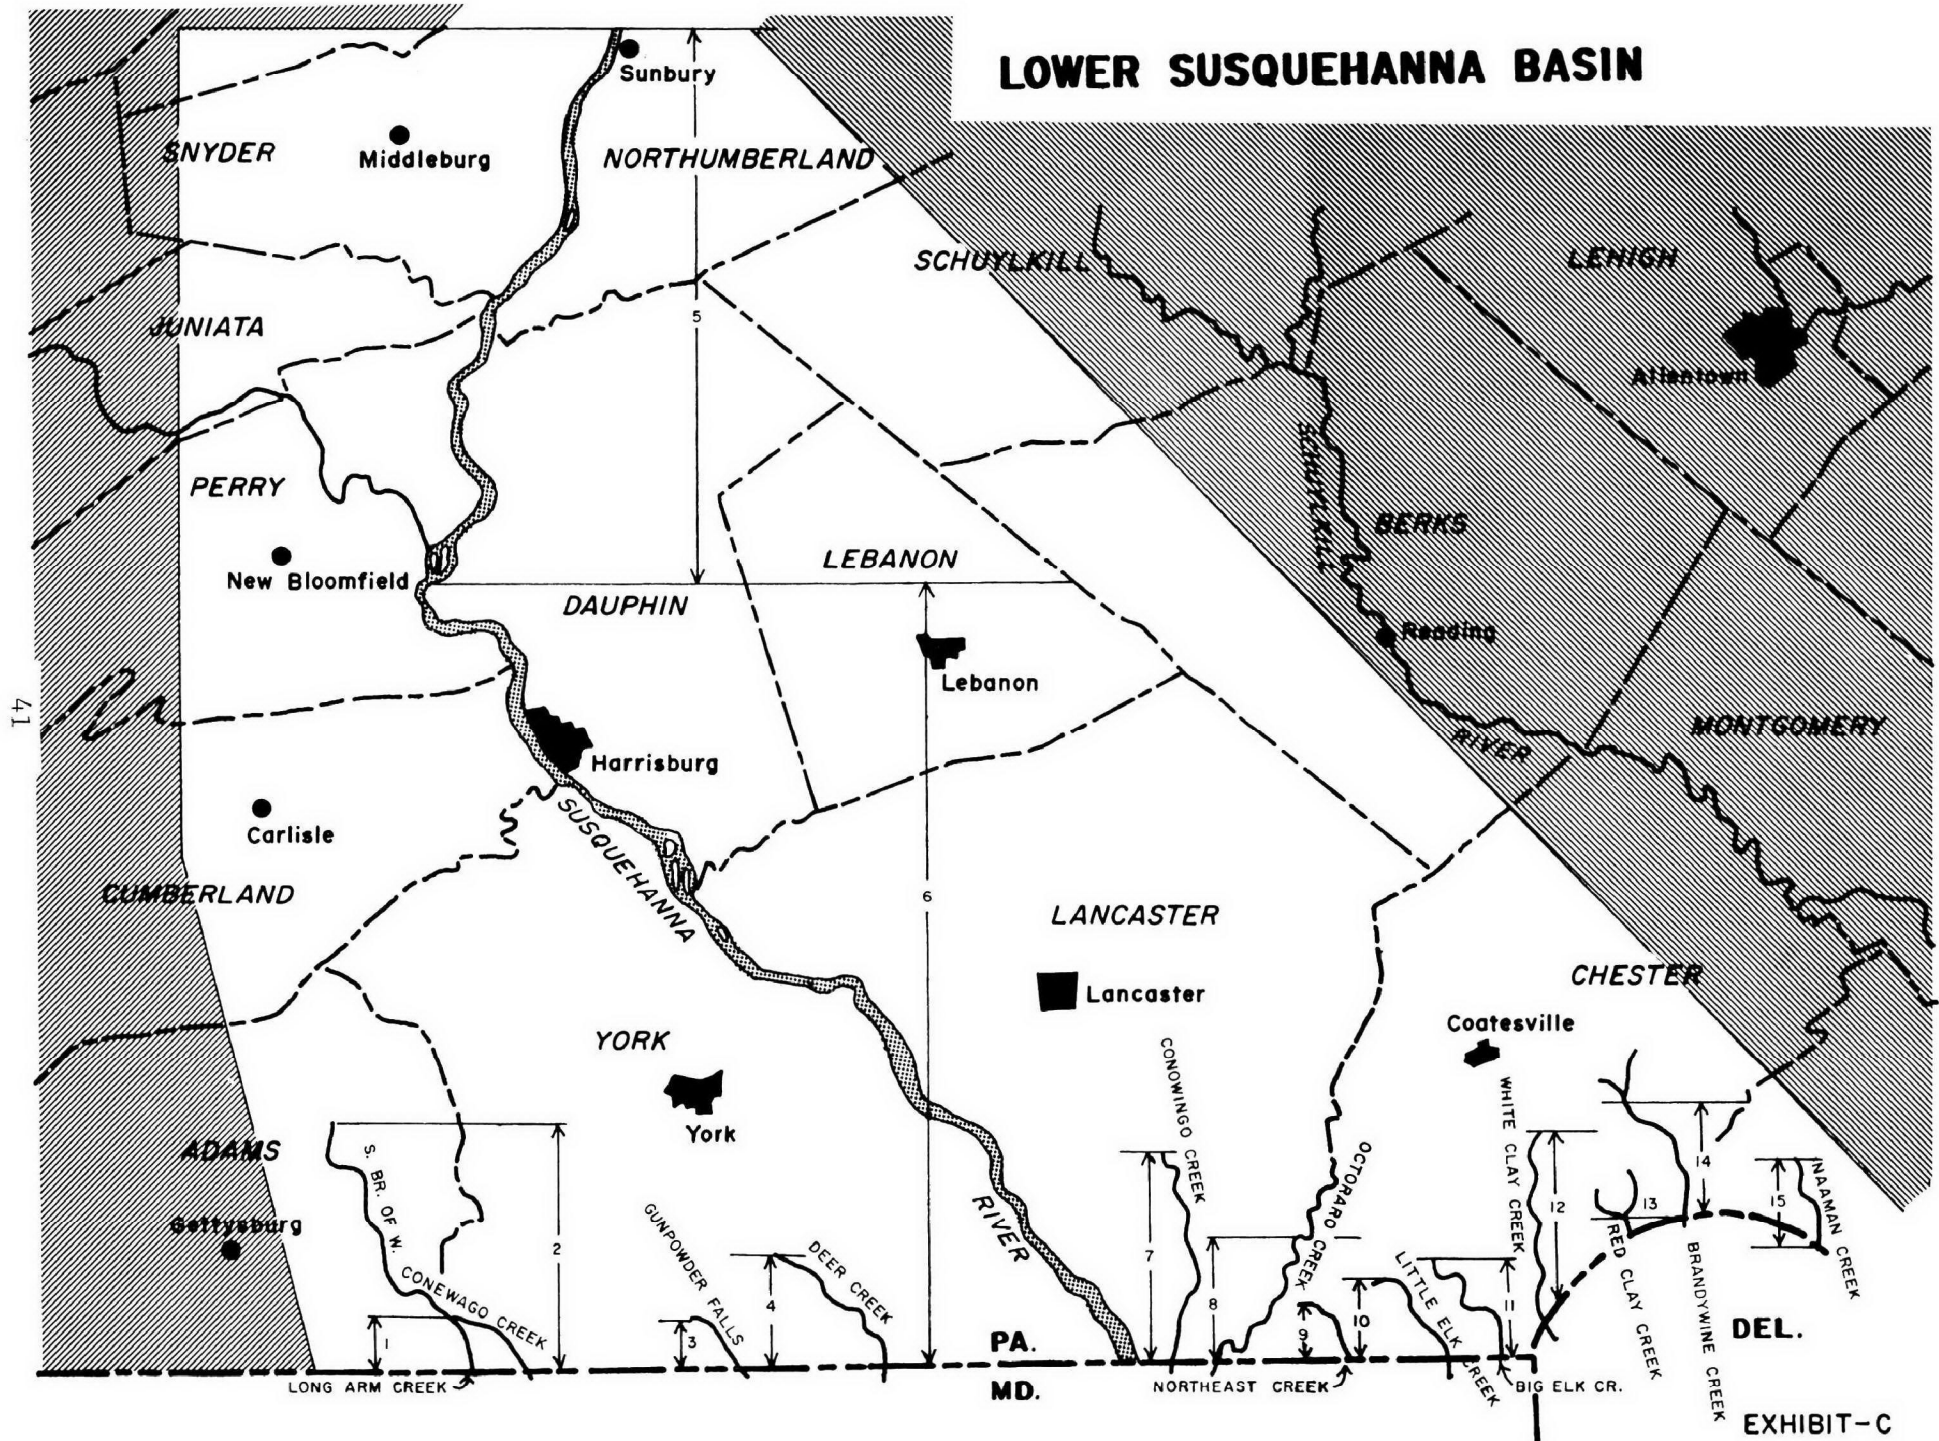 LOWER SUSQUEHANNA BASIN
Sunbury
SNYDER
Middleburg
NORTHUMBERLAND
SCHUYLKILL
LEHIGH
JUNIATA
5
Allentown
PERRY
SCHUYLKILL
BERKS
New Bloomfield
LEBANON
DAUPHIN
Reading
Lebanon
41
MONTGOMERY
RIVER
Harrisburg
SUSQUEHANNA
Carlisle
CUMBERLAND
6
LANCASTER
CHESTER
Lancaster
Coatesville
YORK
CONOWINGO CREEK
WHITE CLAY CREEK
York
ADAMS
S. BR. OF W.
CONEWAGO CREEK
OCTORARO CREEK
14
NAAMAN CREEK
15
Gettysburg
GUNPOWDER FALLS
RIVER
13
12
2
DEER CREEK
7
RED CLAY CREEK
LITTLE ELK CREEK
BRANDYWINE CREEK
4
8
11
10
9
1
3
PA.
DEL.
LONG ARM CREEK
MD.
NORTHEAST CREEK
BIG ELK CR.
EXHIBIT-C